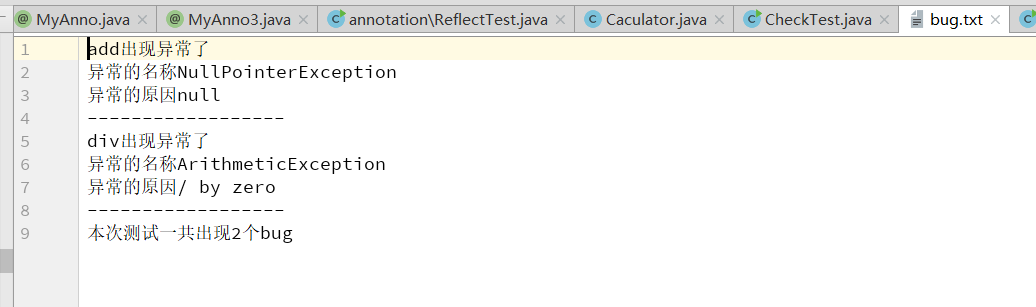 MyAnno.java MyAnno3.java annotation\ReflectTest.java Caculator.java CheckTest.java bug.txt
1 add出现异常了
2 异常的名称NullPointerException
3 异常的原因null
4 ------------------
5 div出现异常了
6 异常的名称ArithmeticException
7 异常的原因/ by zero
8 ------------------
9 本次测试一共出现2个bug